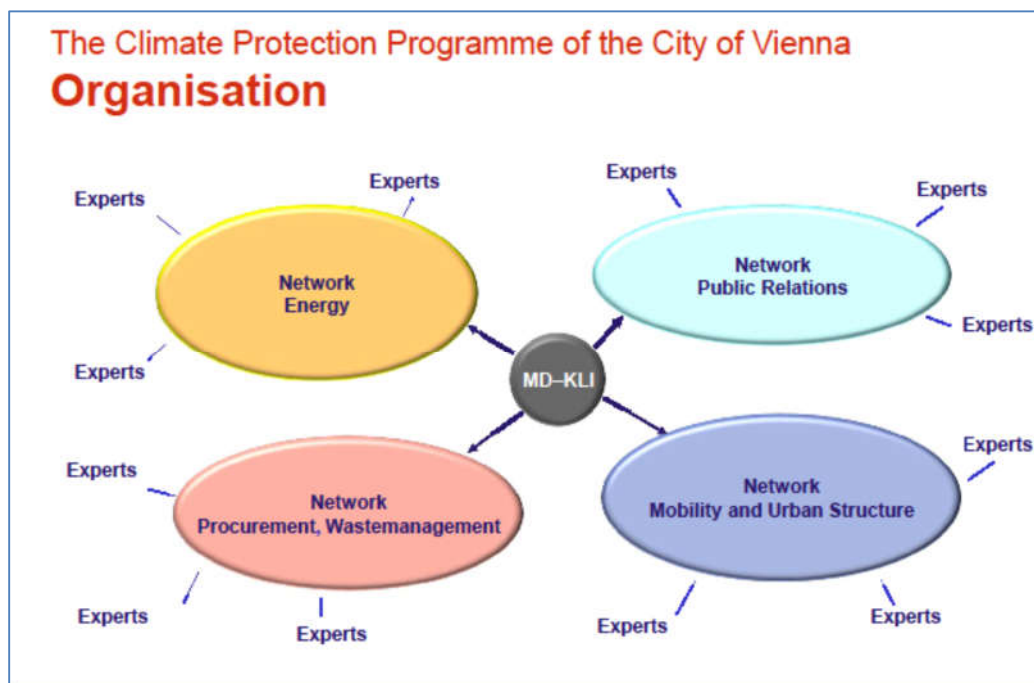 The Climate Protection Programme of the City of Vienna
Organisation
Experts
Experts
Experts
Experts
Network
Energy
Network
Public Relations
Experts
Experts
MD–KLI
Experts
Experts
Network
Procurement, Wastemanagement
Network
Mobility and Urban Structure
Experts
Experts
Experts
Experts